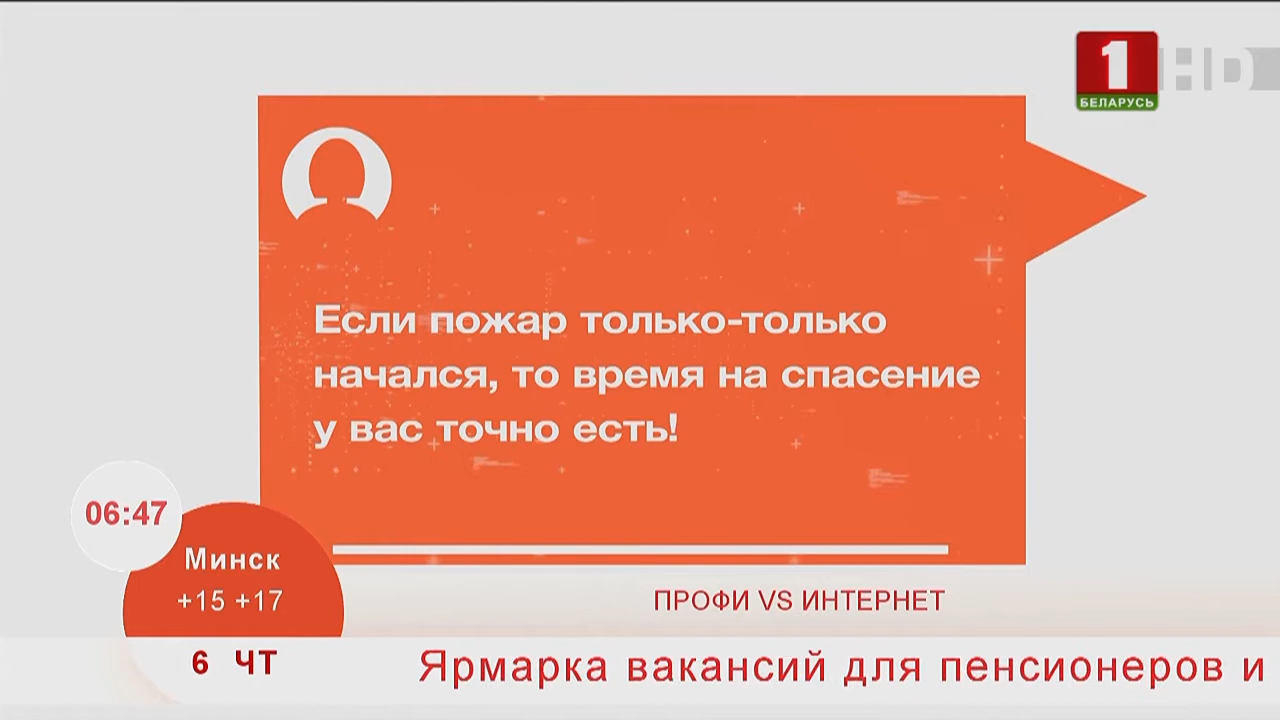 1 HD
БЕЛАРУСЬ
Если пожар только-только
начался, то время на спасение
у вас точно есть!
06:47
Минск
+15 +17
ПРОФИ VS ИНТЕРНЕТ
6 ЧТ
Ярмарка вакансий для пенсионеров и